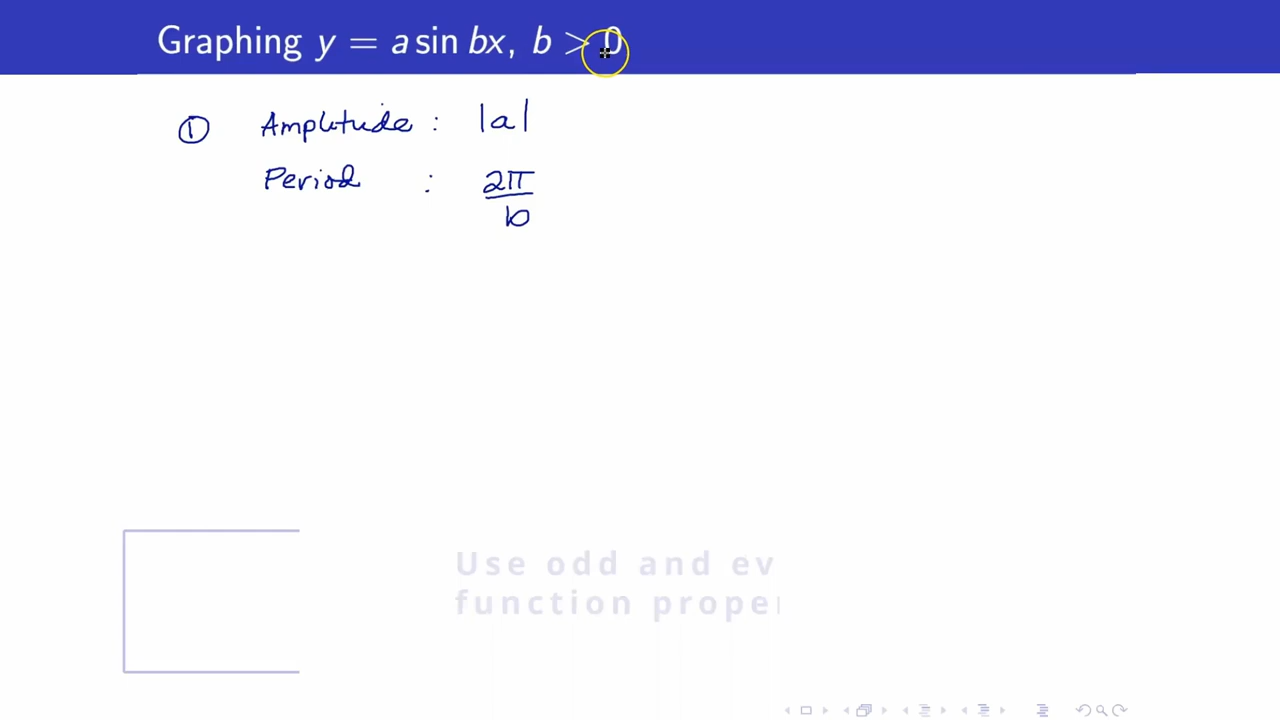 Graphing y = a sin bx, b > 0
① Amplitude : |a|
Period : 2π
b
Use odd and ev
function prope